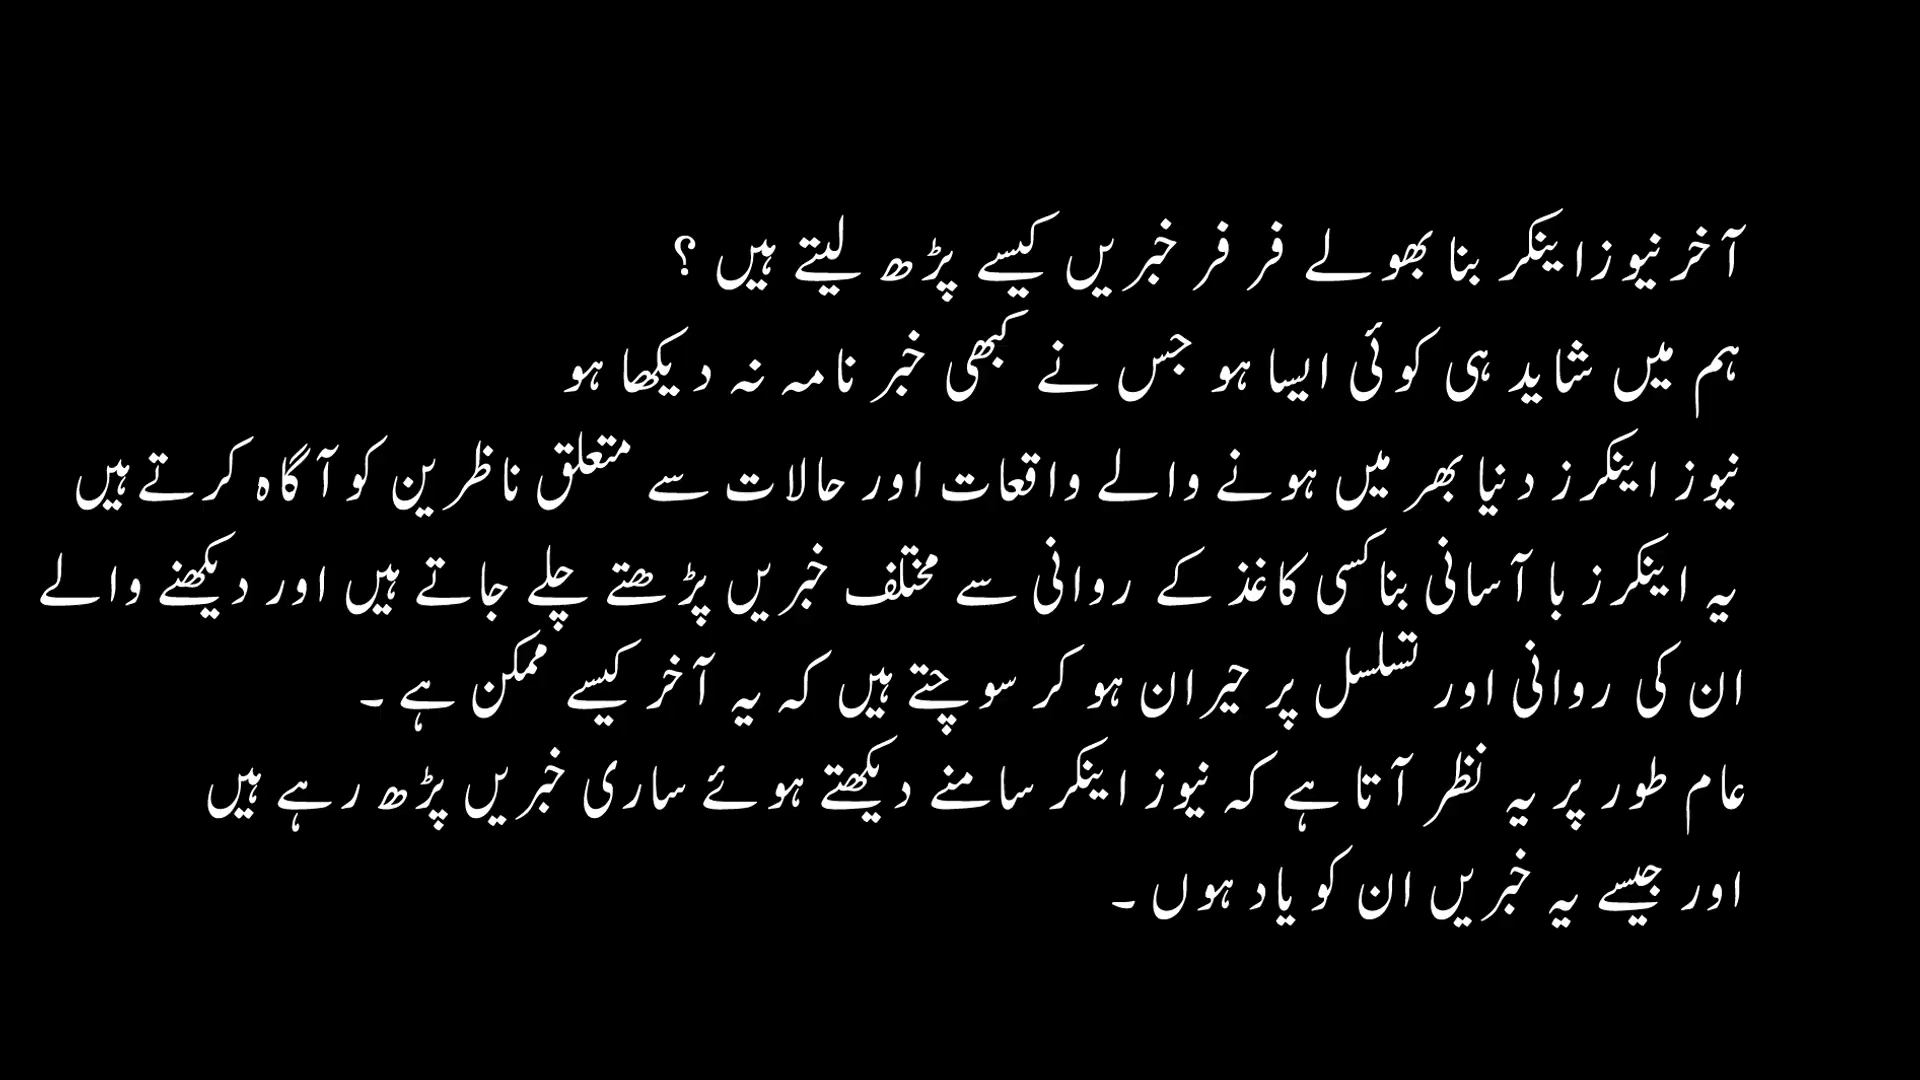 آخر نیوز اینکر بنا بھولے فر فر خبریں کیسے پڑھ لیتے ہیں ؟
ہم میں شاید ہی کوئی ایسا ہو جس نے کبھی خبر نامہ نہ دیکھا ہو
نیوز اینکرز دنیا بھر میں ہونے والے واقعات اور حالات سے متعلق ناظرین کو آگاہ کرتے ہیں
یہ اینکرز با آسانی بنا کسی کاغذ کے روانی سے مختلف خبریں پڑھتے چلے جاتے ہیں اور دیکھنے والے
ان کی روانی اور تسلسل پر حیران ہو کر سوچتے ہیں کہ یہ آخر کیسے ممکن ہے ۔
عام طور پر یہ نظر آتا ہے کہ نیوز اینکر سامنے دیکھتے ہوئے ساری خبریں پڑھ رہے ہیں
اور جیسے یہ خبریں ان کو یاد ہوں ۔